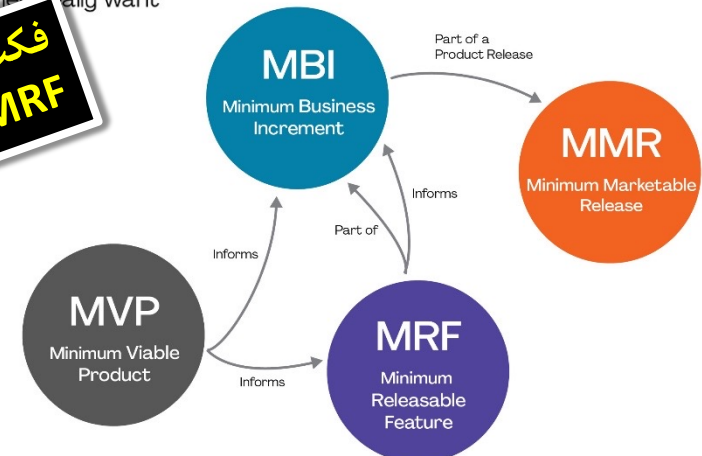 want
MRF
MBI
Minimum Business
Increment
Part of a
Product Release
MMR
Minimum Marketable
Release
Informs
Part of
Informs
MVP
Minimum Viable
Product
Informs
MRF
Minimum
Releasable
Feature